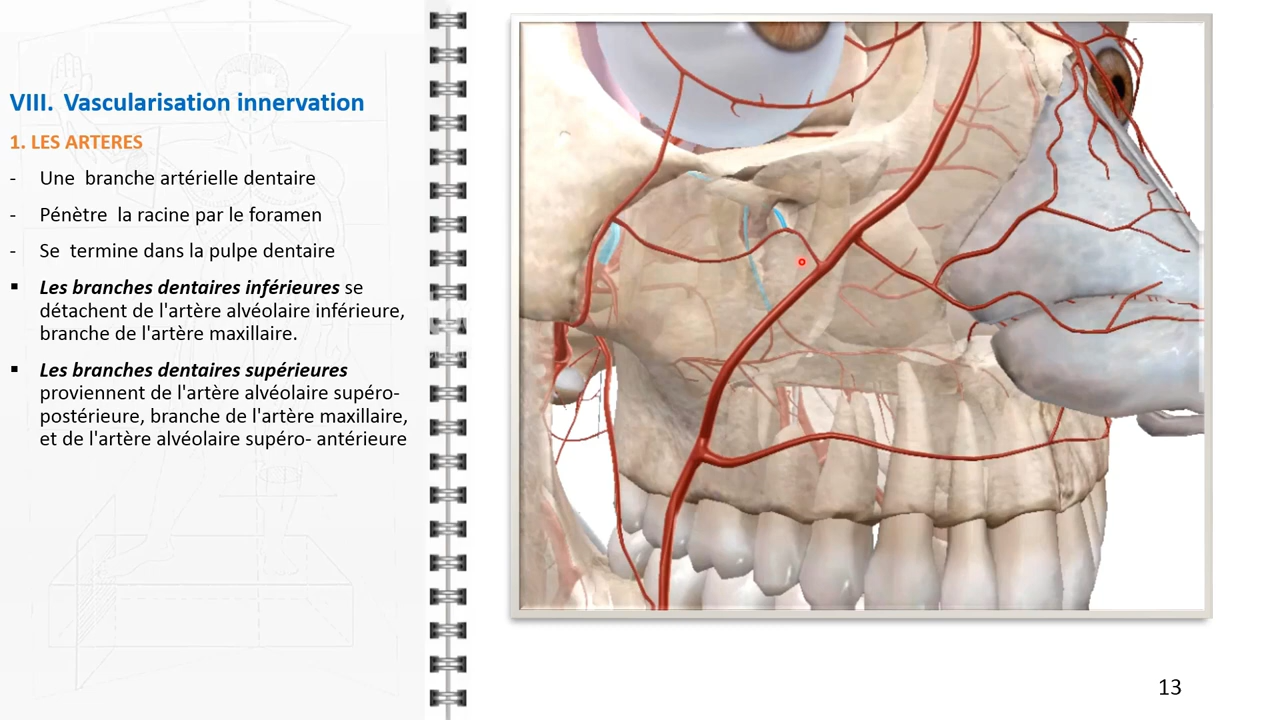 VIII. Vascularisation innervation
1. LES ARTERES
- Une branche artérielle dentaire
- Pénètre la racine par le foramen
- Se termine dans la pulpe dentaire
▪ Les branches dentaires inférieures se
détachent de l'artère alvéolaire inférieure,
branche de l'artère maxillaire.
▪ Les branches dentaires supérieures
proviennent de l'artère alvéolaire supéro-
postérieure, branche de l'artère maxillaire,
et de l'artère alvéolaire supéro- antérieure
13